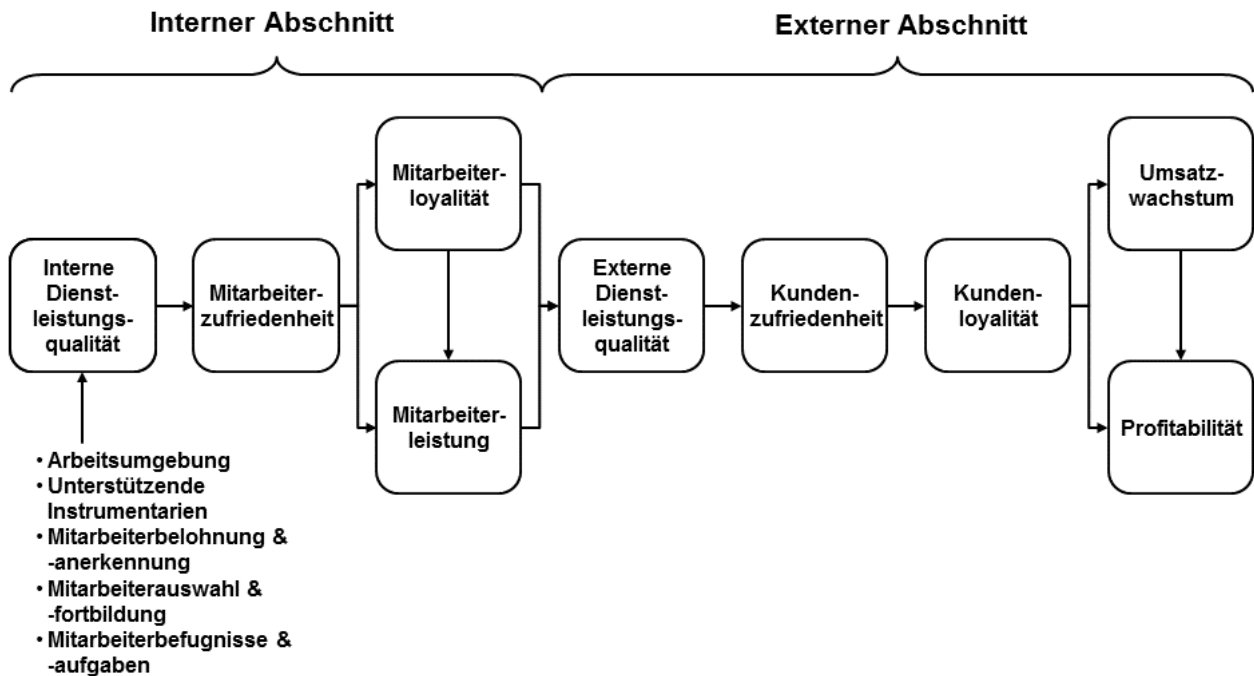 Interner Abschnitt
Externer Abschnitt
Mitarbeiter-
loyalität
Umsatz-
wachstum
Interne
Dienst-
leistungs-
qualität
Mitarbeiter-
zufriedenheit
Externe
Dienst-
leistungs-
qualität
Kunden-
zufriedenheit
Kunden-
loyalität
Mitarbeiter-
leistung
Profitabilität
• Arbeitsumgebung
• Unterstützende
Instrumentarien
• Mitarbeiterbelohnung &
-anerkennung
• Mitarbeiterauswahl &
-fortbildung
• Mitarbeiterbefugnisse &
-aufgaben